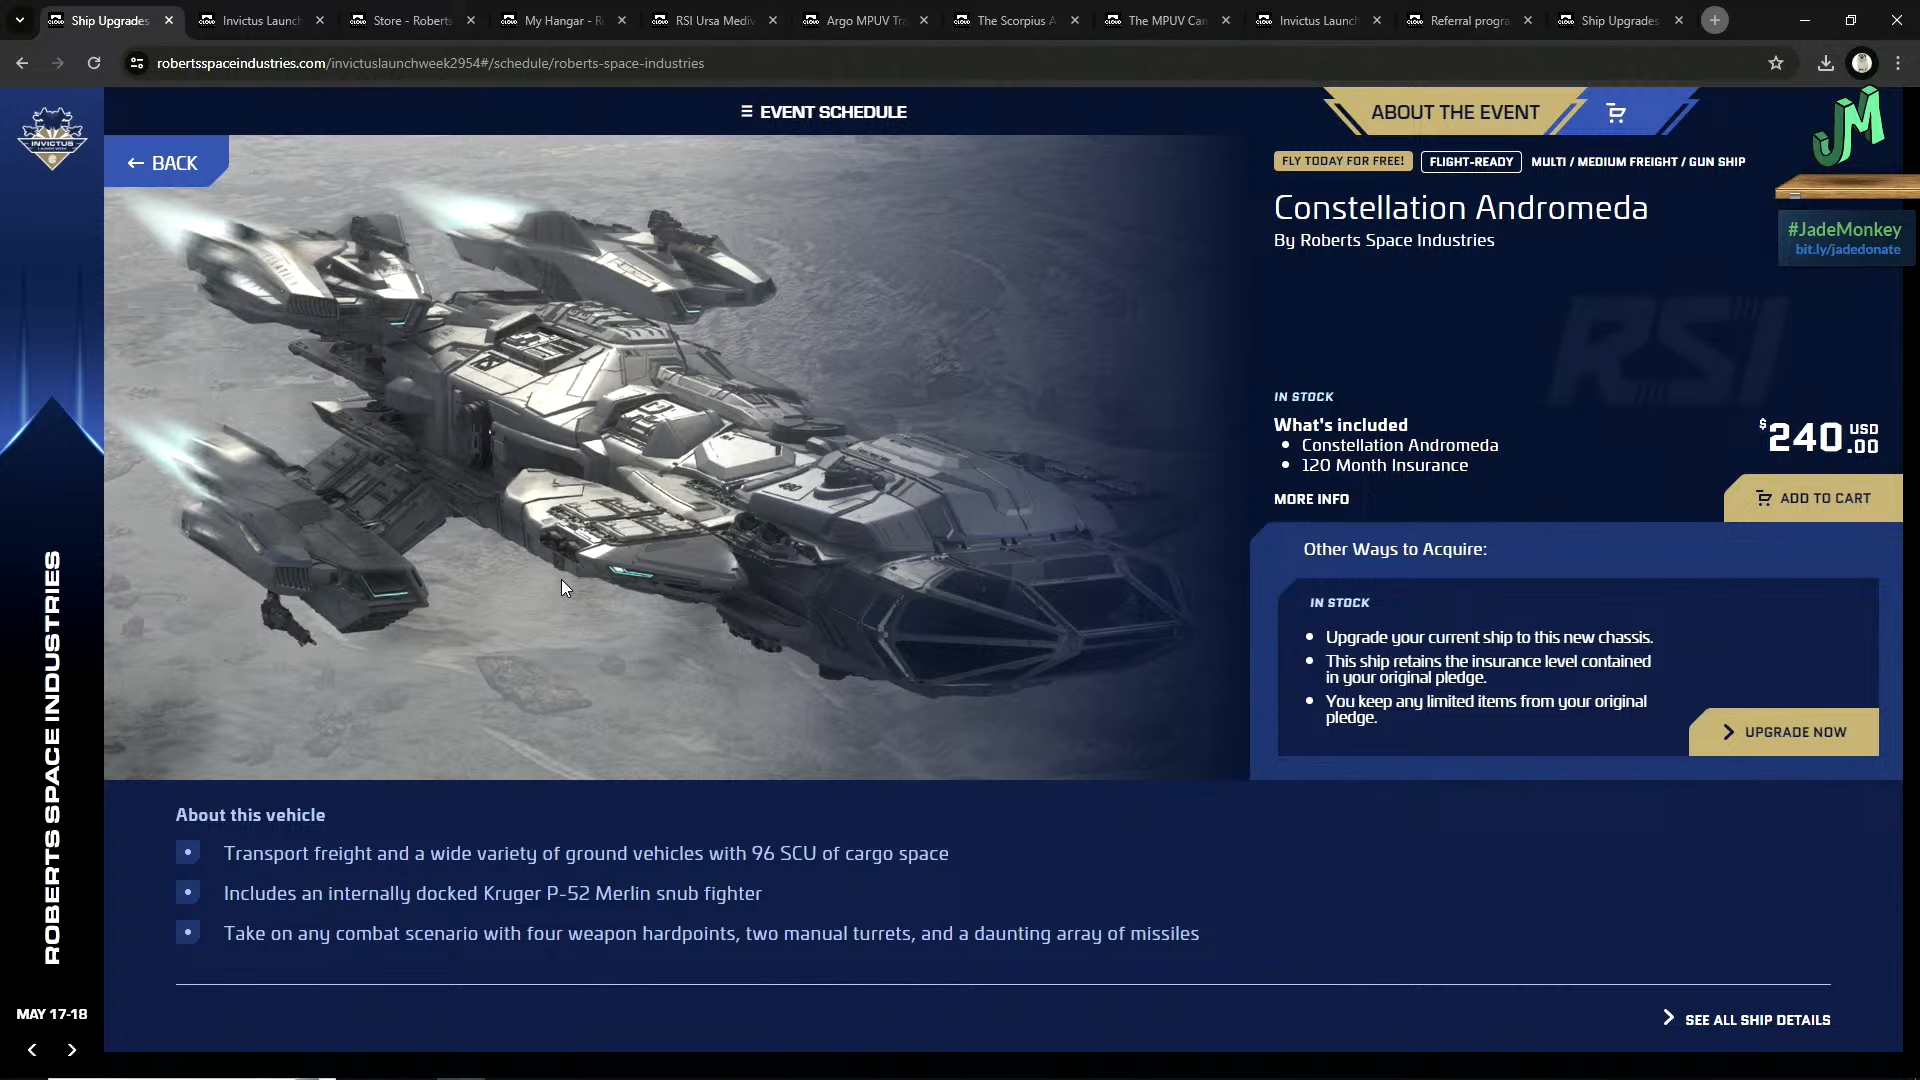 Ship Upgrades
Invictus Launch
Store - Roberts
My Hangar - R
RSI Ursa Mediv
Argo MPUV Tra
The Scorpius A
The MPUV Car
Invictus Launch
Referral progra
Ship Upgrades
robertsspaceindustries.com/invictuslaunchweek2954#/schedule/roberts-space-industries
INVICTUS
LAUNCH WEEK
EVENT SCHEDULE
ABOUT THE EVENT
JM
BACK
FLY TODAY FOR FREE!
FLIGHT-READY
MULTI / MEDIUM FREIGHT / GUN SHIP
Constellation Andromeda
By Roberts Space Industries
#JadeMonkey
bit.ly/jadedonate
RSI
IN STOCK
What's included
• Constellation Andromeda
• 120 Month Insurance
$240.00 USD
MORE INFO
ADD TO CART
Other Ways to Acquire:
IN STOCK
• Upgrade your current ship to this new chassis.
• This ship retains the insurance level contained
in your original pledge.
• You keep any limited items from your original
pledge.
UPGRADE NOW
ROBERTS SPACE INDUSTRIES
About this vehicle
• Transport freight and a wide variety of ground vehicles with 96 SCU of cargo space
• Includes an internally docked Kruger P-52 Merlin snub fighter
• Take on any combat scenario with four weapon hardpoints, two manual turrets, and a daunting array of missiles
MAY 17-18
SEE ALL SHIP DETAILS